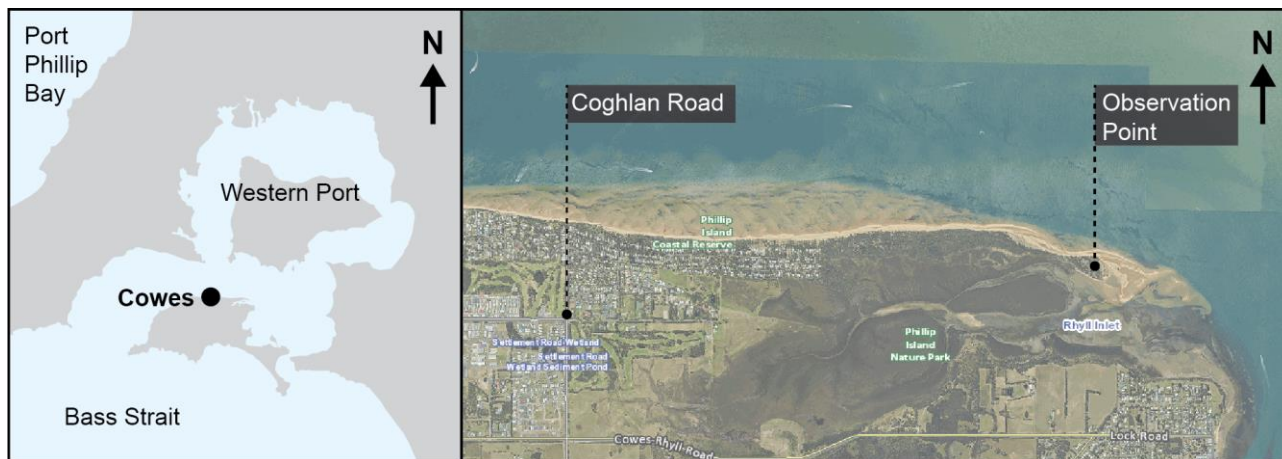 Port
Phillip
Bay
N
Western Port
Cowes
Bass Strait
N
Coghlan Road
Observation
Point
Phillip
Island
Coastal Reserve
Rhyll Inlet
Phillip
Island
Nature Park
Settlement Road Wetland
Settlement Road
Wetland Sediment Pond
Cowes-Rhyll-Road
Lock Road